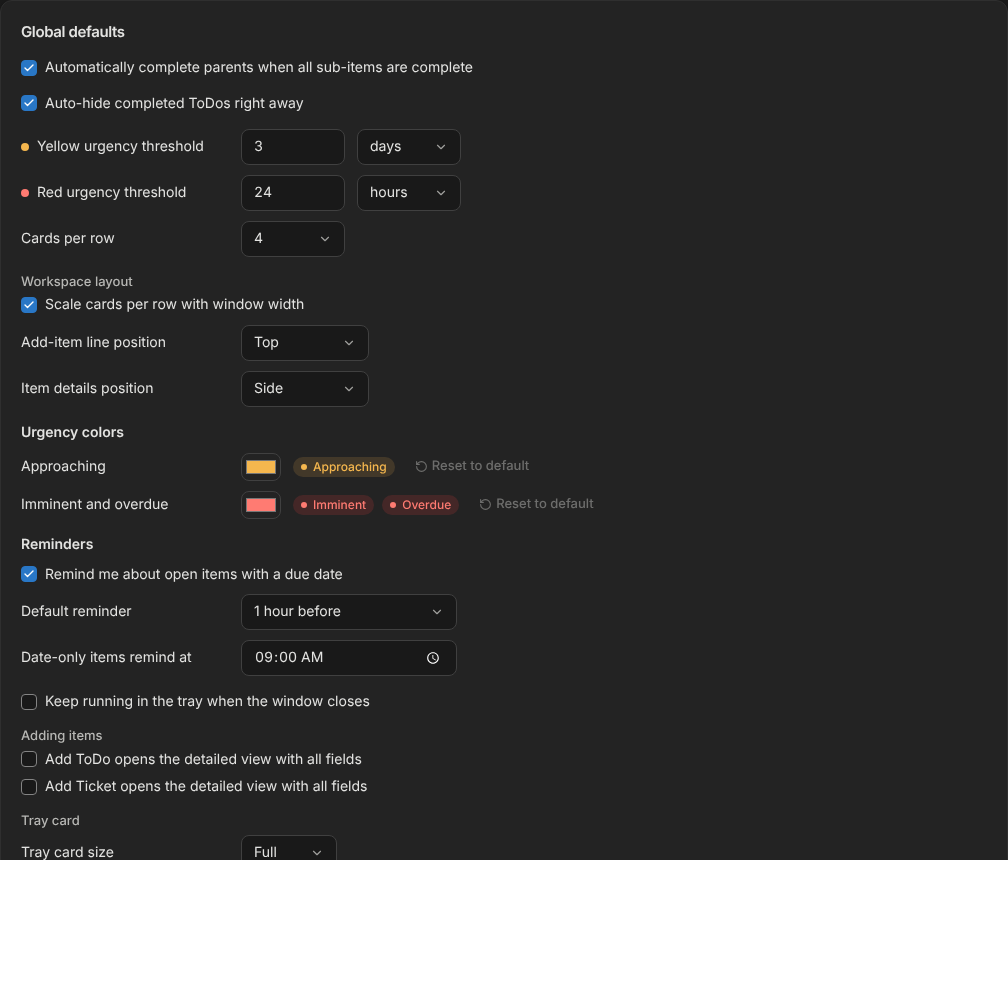 Global defaults
Automatically complete parents when all sub-items are complete
Auto-hide completed ToDos right away
Yellow urgency threshold 3 days
Red urgency threshold 24 hours
Cards per row 4
Workspace layout
Scale cards per row with window width
Add-item line position Top
Item details position Side
Urgency colors
Approaching Approaching Reset to default
Imminent and overdue Imminent Overdue Reset to default
Reminders
Remind me about open items with a due date
Default reminder 1 hour before
Date-only items remind at 09:00 AM
Keep running in the tray when the window closes
Adding items
Add ToDo opens the detailed view with all fields
Add Ticket opens the detailed view with all fields
Tray card
Tray card size Full